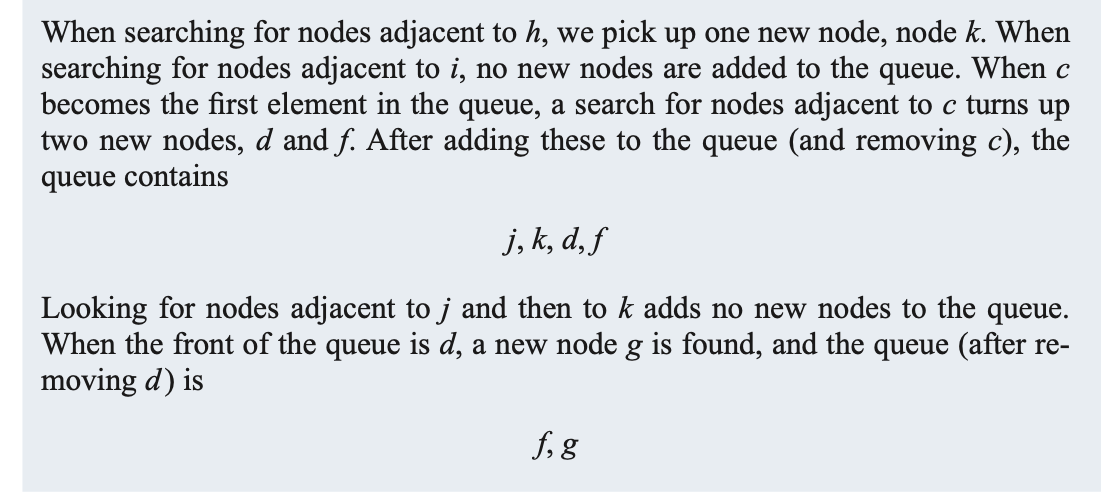 When searching for nodes adjacent to h, we pick up one new node, node k. When
searching for nodes adjacent to i, no new nodes are added to the queue. When c
becomes the first element in the queue, a search for nodes adjacent to c turns up
two new nodes, d and f. After adding these to the queue (and removing c), the
queue contains
j, k, d, f
Looking for nodes adjacent to j and then to k adds no new nodes to the queue.
When the front of the queue is d, a new node g is found, and the queue (after re-
moving d) is
f, g